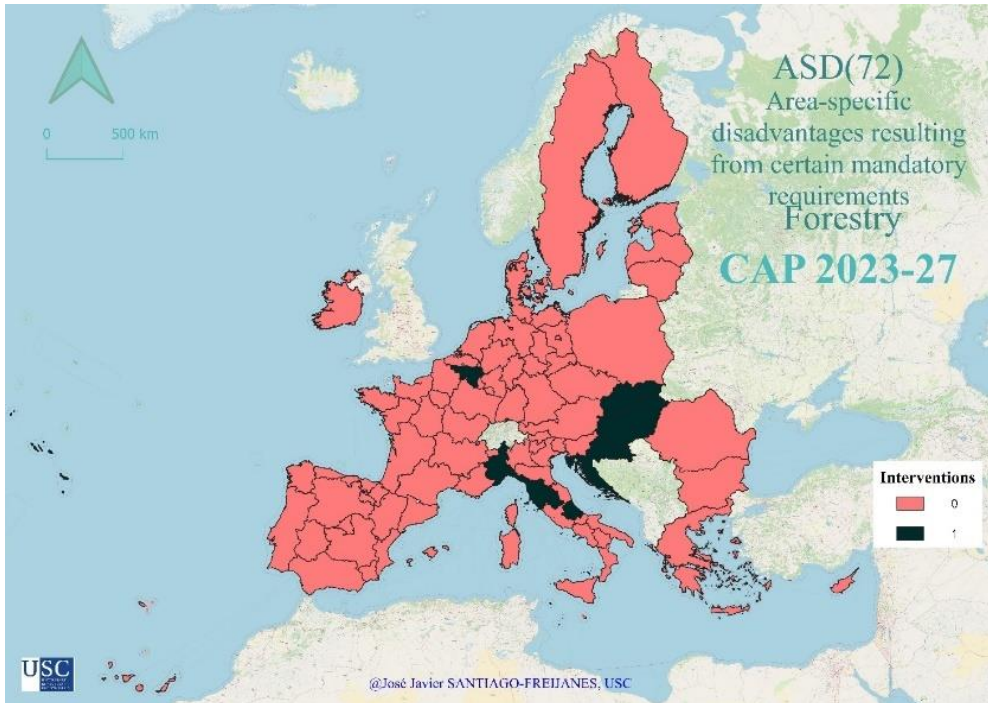 ASD(72)
Area-specific
disadvantages resulting
from certain mandatory
requirements
Forestry
CAP 2023-27
0 500 km
Interventions
0
1
USC
@José Javier SANTIAGO-FREIJANES, USC